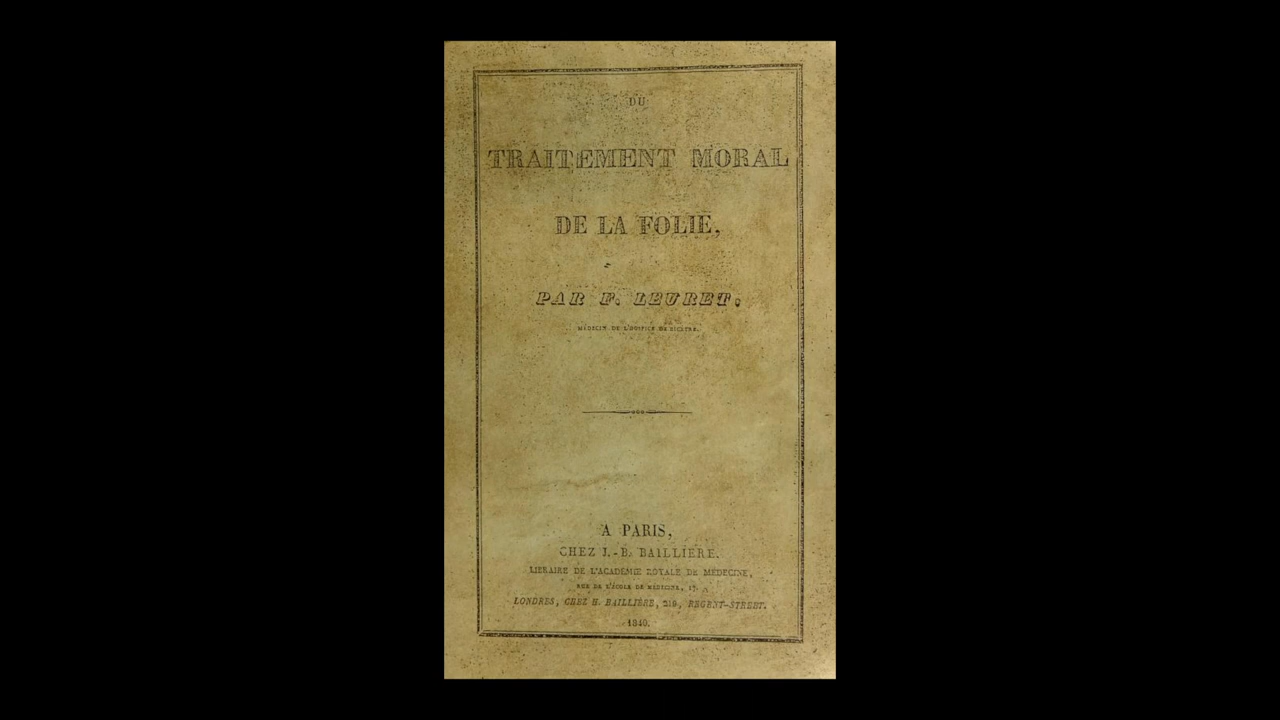 DU
TRAITEMENT MORAL
DE LA FOLIE,
PAR F. LEURET,
MÉDECIN DE L'HOSPICE DE BICÊTRE.
A PARIS,
CHEZ J.-B. BAILLIÈRE.
LIBRAIRE DE L'ACADÉMIE ROYALE DE MÉDECINE,
RUE DE L'ÉCOLE DE MÉDECINE, 17.
LONDRES, CHEZ H. BAILLIÈRE, 219, REGENT-STREET.
1840.